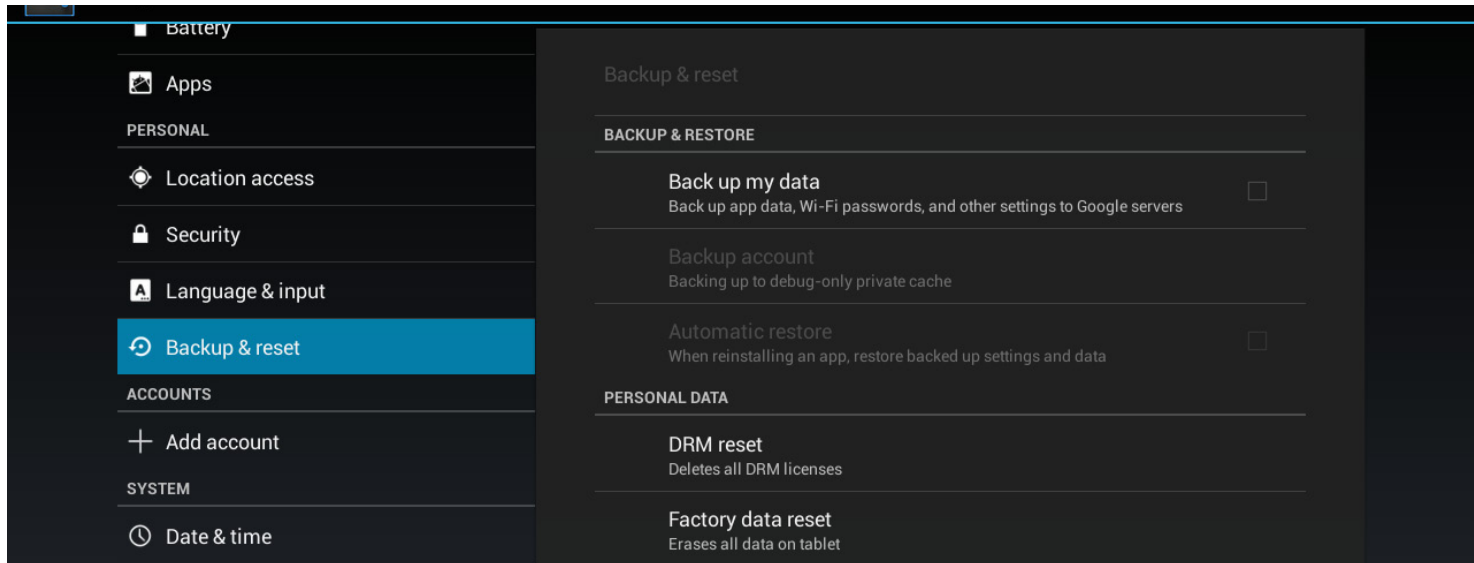 Battery
Apps
PERSONAL
Location access
Security
Language & input
Backup & reset
ACCOUNTS
Add account
SYSTEM
Date & time
Backup & reset
BACKUP & RESTORE
Back up my data
Back up app data, Wi-Fi passwords, and other settings to Google servers
Backup account
Backing up to debug-only private cache
Automatic restore
When reinstalling an app, restore backed up settings and data
PERSONAL DATA
DRM reset
Deletes all DRM licenses
Factory data reset
Erases all data on tablet